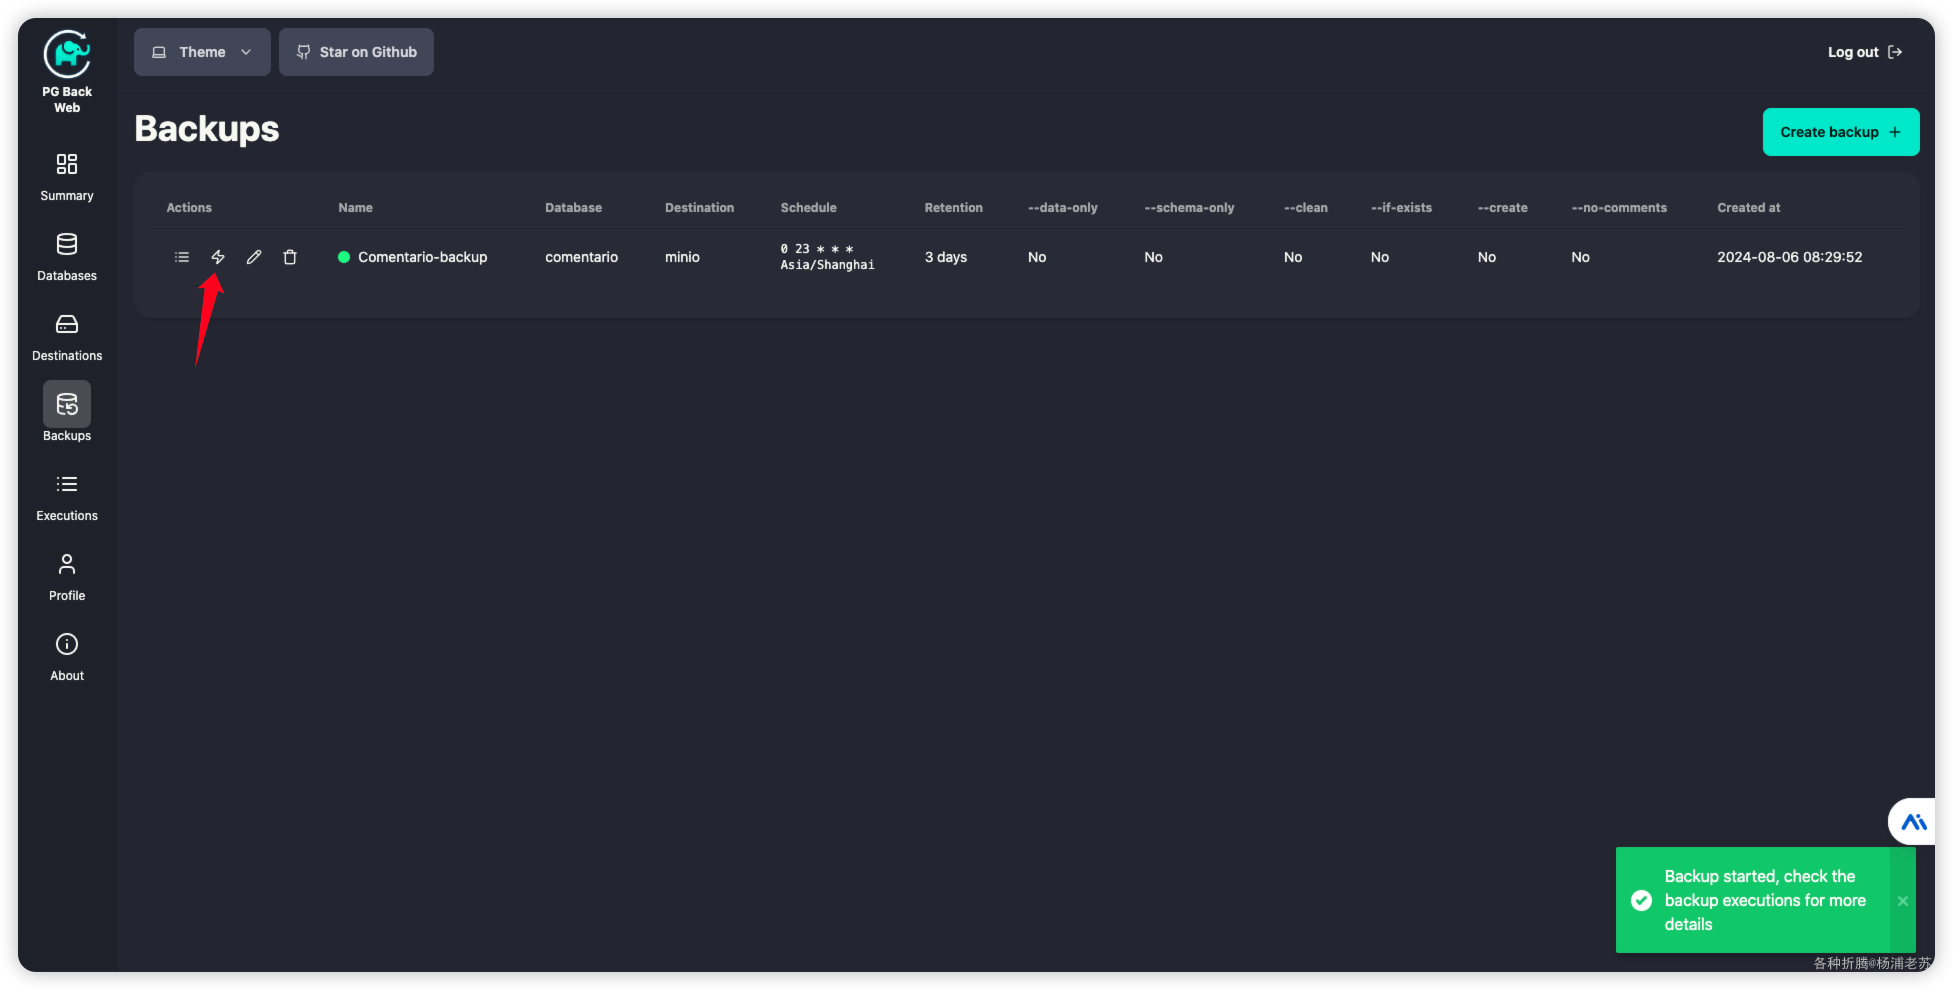 PG Back
Web
Theme
Star on Github
Log out
Backups
Create backup +
Summary
Databases
Destinations
Backups
Executions
Profile
About
Actions Name Database Destination Schedule Retention --data-only --schema-only --clean --if-exists --create --no-comments Created at
Comentario-backup comentario minio 0 23 * * * 3 days No No No No No No 2024-08-06 08:29:52
Asia/Shanghai
Backup started, check the
backup executions for more
details
各种折腾@杨浦老苏